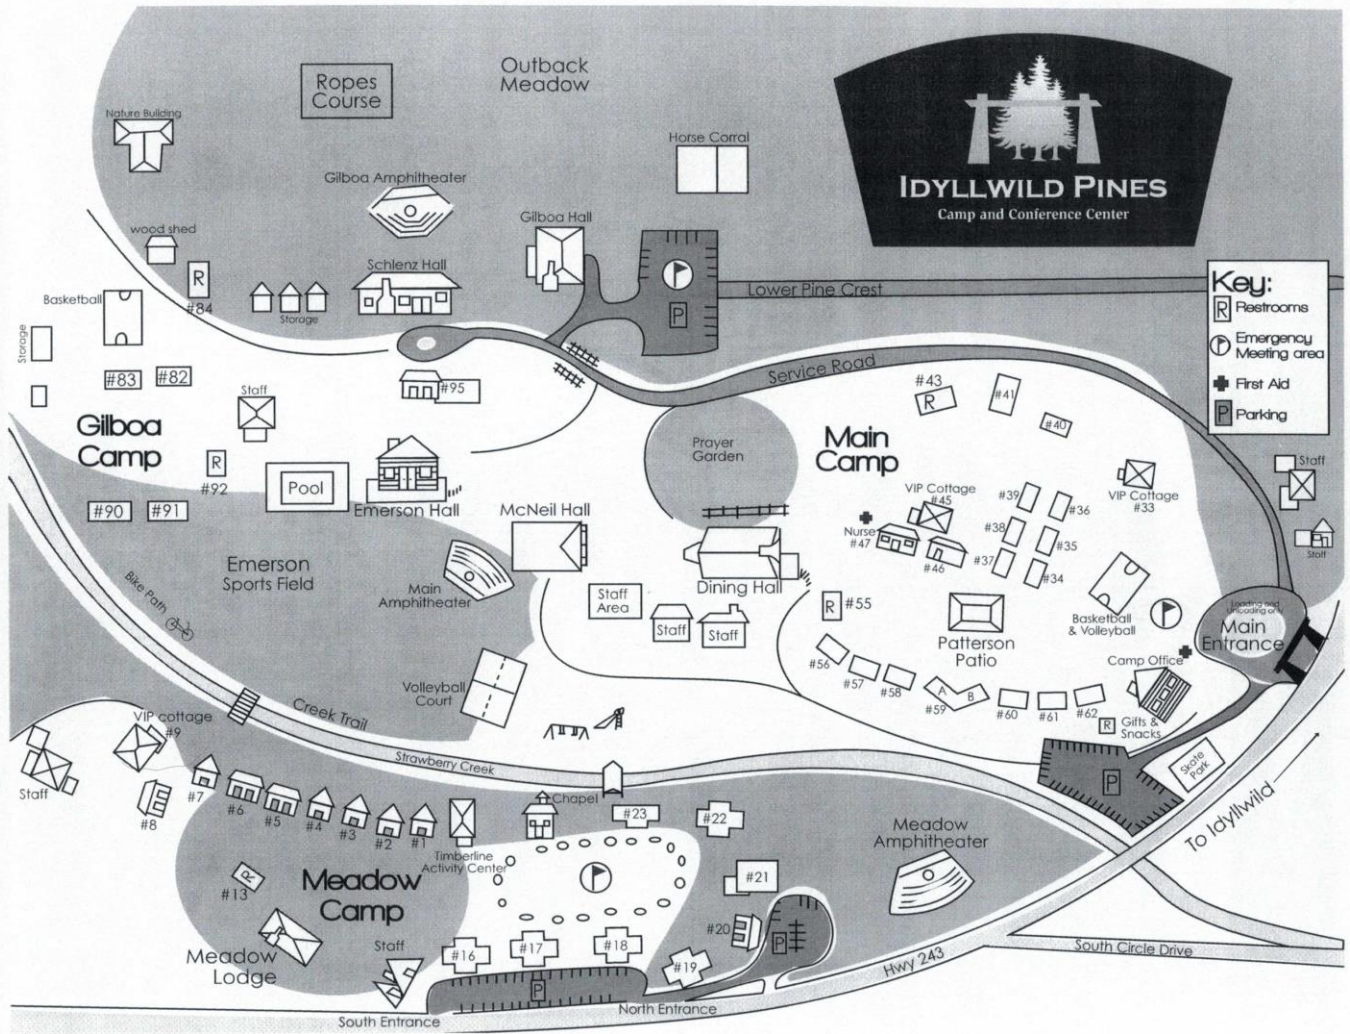 Outback
Meadow
Ropes
Course
Nature Building
Horse Corral
IDYLLWILD PINES
Camp and Conference Center
Gilboa Amphitheater
Gilboa Hall
wood shed
R
#84
Schlenz Hall
Storage
Basketball
Storage
P
Lower Pine Crest
Key:
R Restrooms
Emergency
Meeting area
First Aid
P Parking
Service Road
#83
#82
Staff
#95
Gilboa
Camp
R
#92
Pool
Emerson Hall
#90
#91
McNeil Hall
Prayer
Garden
Main
Camp
#43
R
#41
#40
VIP Cottage
#45
Nurse
#47
#46
#39
#38
#37
#36
#35
#34
VIP Cottage
#33
Staff
Staff
Emerson
Sports Field
Main
Amphitheater
Staff
Area
Staff
Staff
Dining Hall
R
#55
Patterson
Patio
Basketball
& Volleyball
Loading and
Unloading only
Main
Entrance
Bike Path
#56
#57
#58
A
B
#59
#60
#61
#62
Camp Office
R
Gifts &
Snacks
Volleyball
Court
Creek Trail
Strawberry Creek
P
Skate
Park
To Idyllwild
VIP cottage
#9
Staff
#8
#7
#6
#5
#4
#3
#2
#1
Timberline
Activity Center
Chapel
#23
#22
Meadow
Amphitheater
R
#13
Meadow
Camp
#21
#20
P
Meadow
Lodge
Staff
#16
#17
#18
#19
P
South Entrance
North Entrance
Hwy 243
South Circle Drive